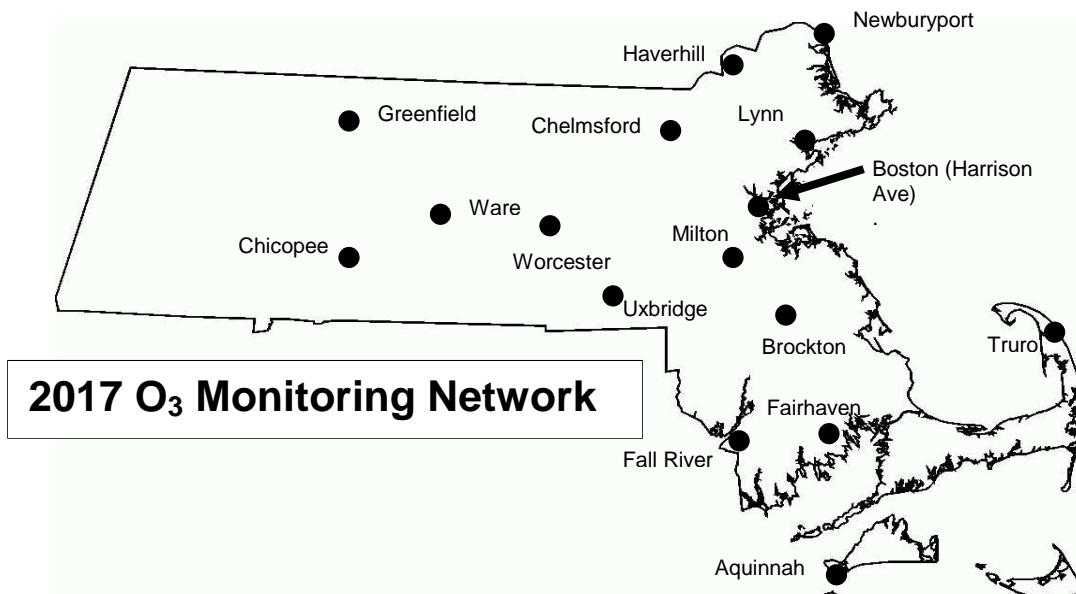 Newburyport
Haverhill
Greenfield
Chelmsford
Lynn
Boston (Harrison
Ave)
Ware
Milton
Chicopee
Worcester
Uxbridge
Brockton
Truro
2017 O₃ Monitoring Network
Fairhaven
Fall River
Aquinnah